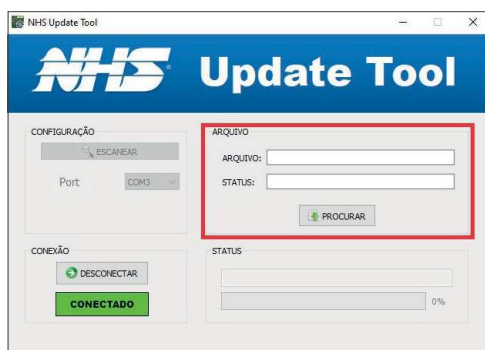 NHS Update Tool
NHS Update Tool
CONFIGURAÇÃO
ESCANEAR
Port COM3
ARQUIVO
ARQUIVO:
STATUS:
PROCURAR
CONEXÃO
DESCONECTAR
CONECTADO
STATUS
0%